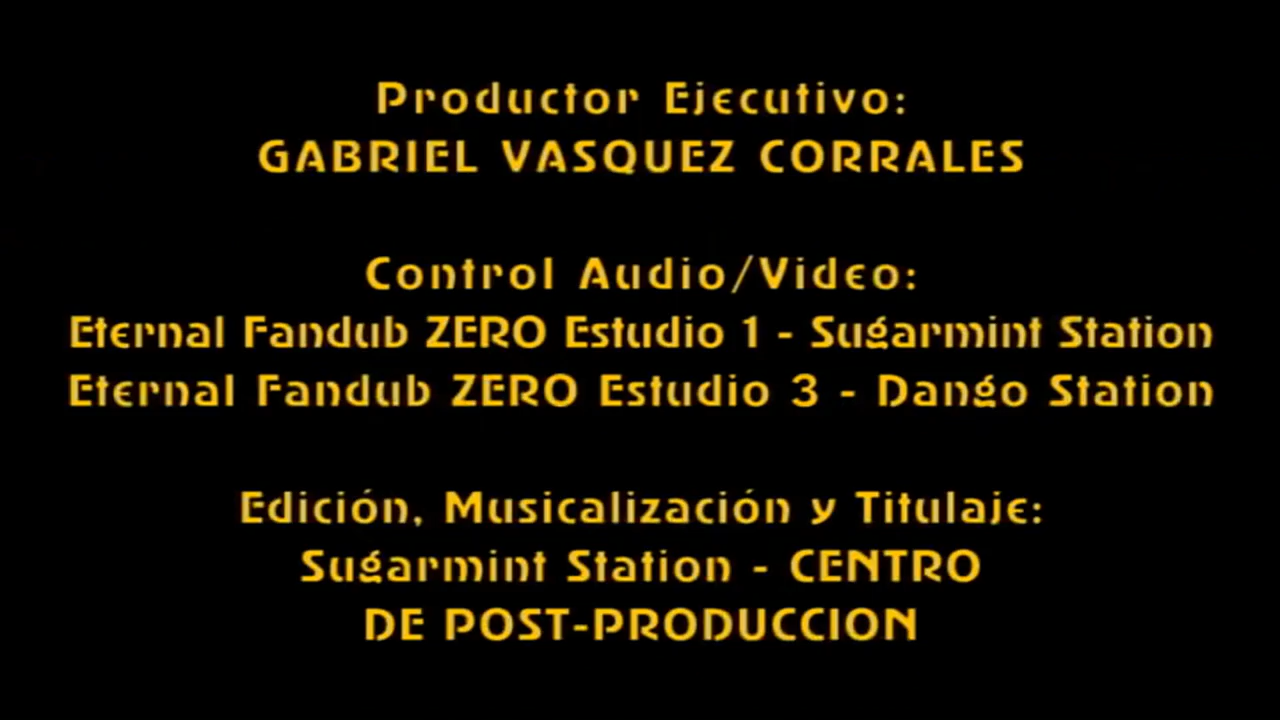 Productor Ejecutivo:
GABRIEL VASQUEZ CORRALES
Control Audio/Video:
Eternal Fandub ZERO Estudio 1 - Sugarmint Station
Eternal Fandub ZERO Estudio 3 - Dango Station
Edición, Musicalización y Titulaje:
Sugarmint Station - CENTRO
DE POST-PRODUCCION